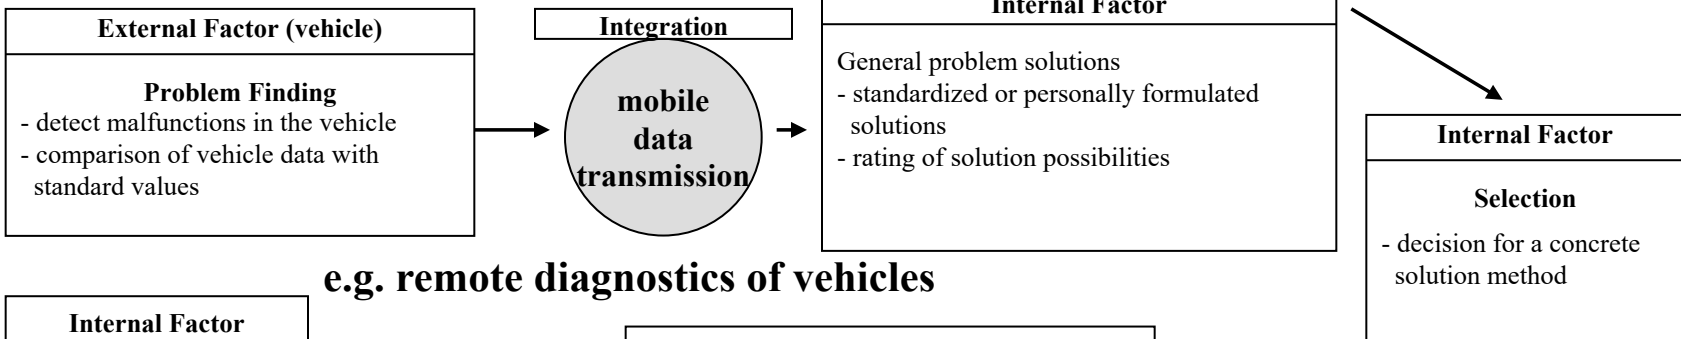 External Factor (vehicle)
Problem Finding
- detect malfunctions in the vehicle
- comparison of vehicle data with
standard values
Integration
mobile
data
transmission
Internal Factor
General problem solutions
- standardized or personally formulated
solutions
- rating of solution possibilities
Internal Factor
Selection
- decision for a concrete
solution method
e.g. remote diagnostics of vehicles
Internal Factor